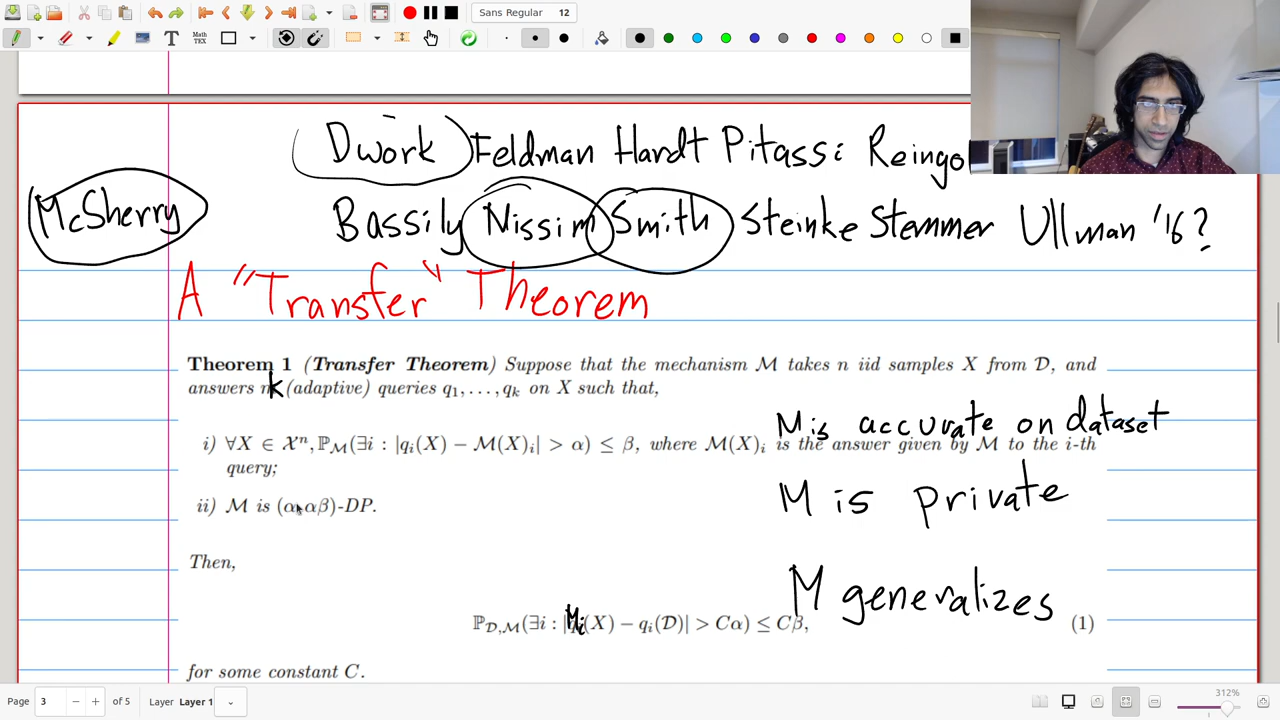 Sans Regular 12
Dwork Feldman Hardt Pitassi Reingo
McSherry
Bassily Nissim Smith Steinke Stemmer Ullman '16?
A "Transfer" Theorem
Theorem 1 (Transfer Theorem) Suppose that the mechanism M takes n iid samples X from D, and
answers k (adaptive) queries q₁, . . . , qₖ on X such that,
M is accurate on dataset
i) ∀X ∈ 𝒳ⁿ, ℙ_M(∃i : |qᵢ(X) − M(X)ᵢ| > α) ≤ β, where M(X)ᵢ is the answer given by M to the i-th
query;
M is private
ii) M is (α, αβ)-DP.
Then,
M generalizes
ℙ_{D,M}(∃i : |Mᵢ(X) − qᵢ(D)| > Cα) ≤ Cβ, (1)
for some constant C.
Page 3 of 5 Layer Layer 1 312%